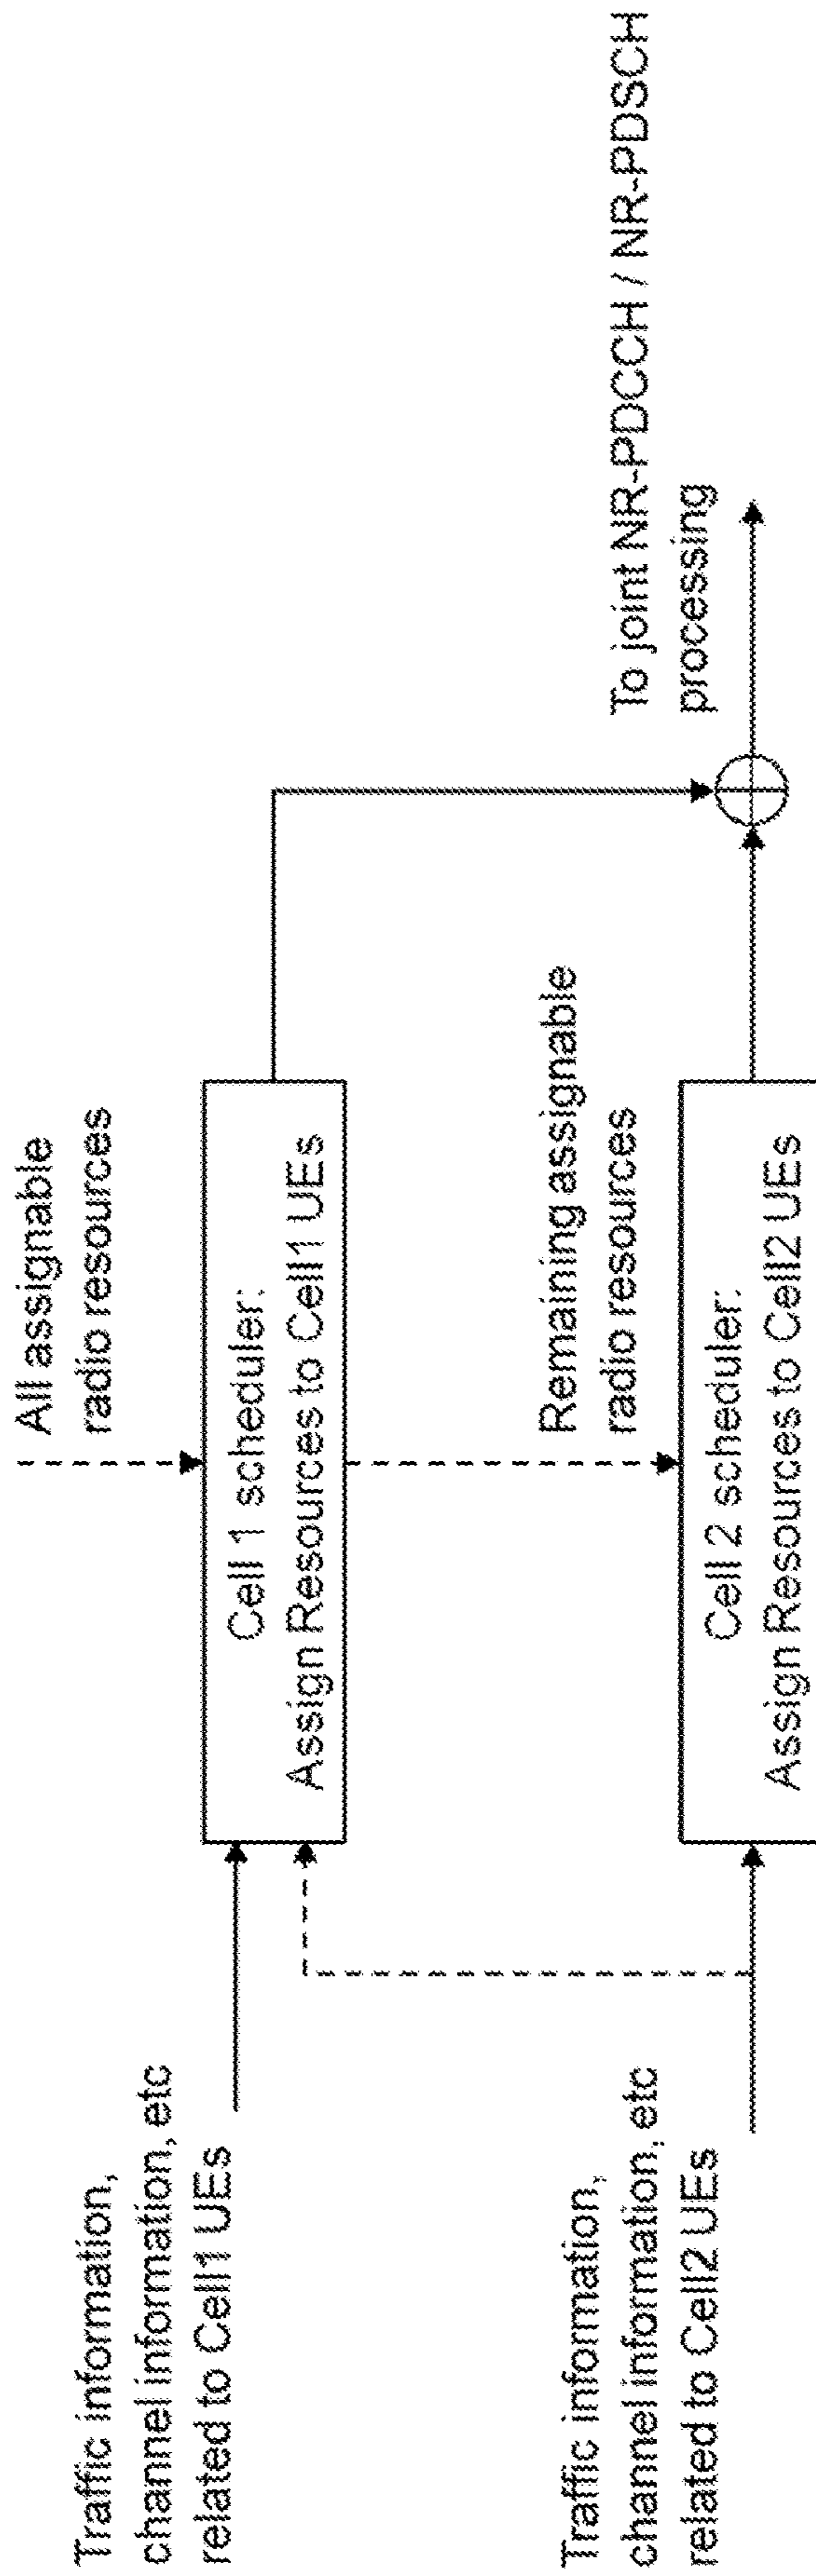 All assignable
radio resources
Traffic information,
channel information, etc
related to Cell1 UEs
Cell 1 scheduler:
Assign Resources to Cell1 UEs
Remaining assignable
radio resources
To joint NR-PDCCH / NR-PDSCH
processing
Traffic information,
channel information, etc
related to Cell2 UEs
Cell 2 scheduler:
Assign Resources to Cell2 UEs